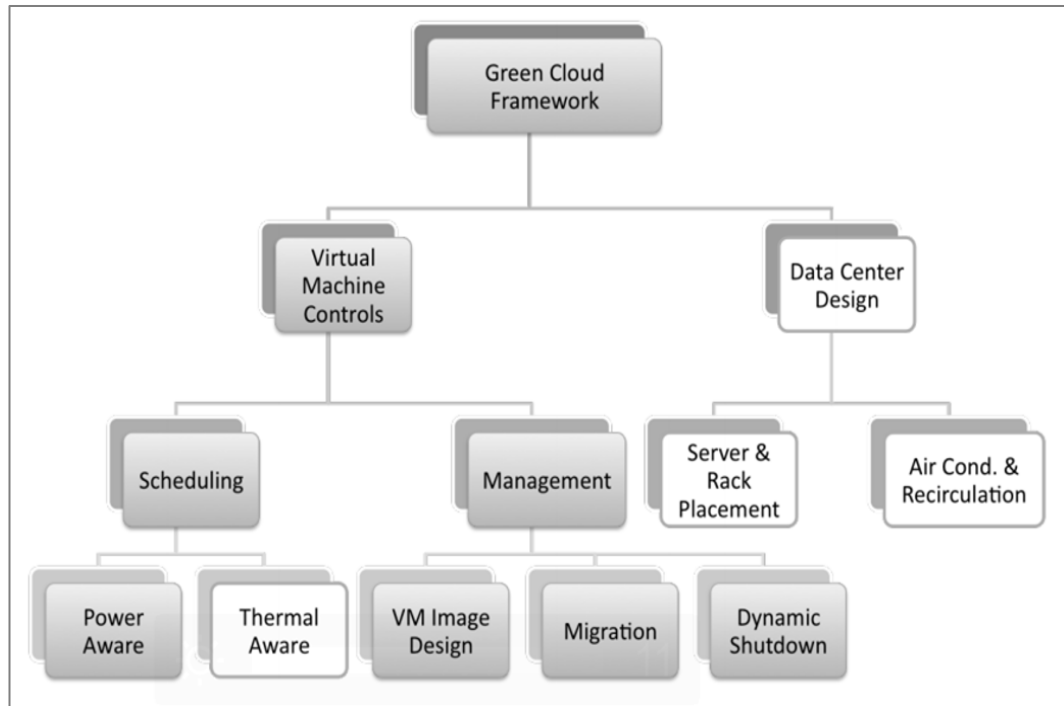 Green Cloud
Framework
Virtual
Machine
Controls
Data Center
Design
Scheduling
Management
Server &
Rack
Placement
Air Cond. &
Recirculation
Power
Aware
Thermal
Aware
VM Image
Design
Migration
Dynamic
Shutdown